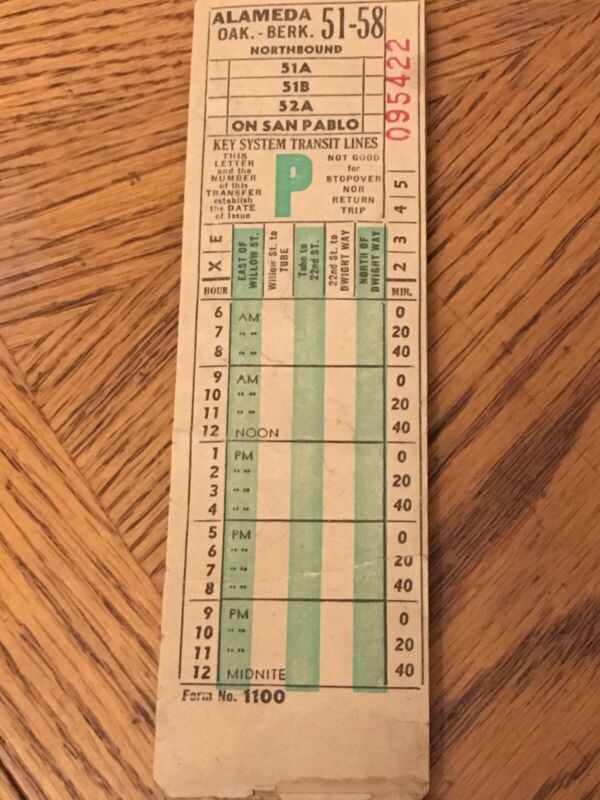 ALAMEDA
OAK. - BERK. 51-58
NORTHBOUND
51A
51B
52A
ON SAN PABLO
095422
KEY SYSTEM TRANSIT LINES
THIS
LETTER
and the
NUMBER
of this
TRANSFER
establish
the DATE
of Issue
P
NOT GOOD
for
STOPOVER
NOR
RETURN
TRIP
4 5
2 3
X E
EAST OF
WILLOW ST.
Willow St. to
TUBE
Tube to
22nd ST.
22nd ST. to
DWIGHT WAY
NORTH OF
DWIGHT WAY
HOUR MIN.
6 AM 0
7 " " 20
8 " " 40
9 AM 0
10 " "
11 " " 20
12 NOON 40
1 PM 0
2 " "
3 " " 20
4 " " 40
5 PM 0
6 " " 20
7 " "
8 " " 40
9 PM 0
10 " "
11 " " 20
12 MIDNITE 40
Form No. 1100